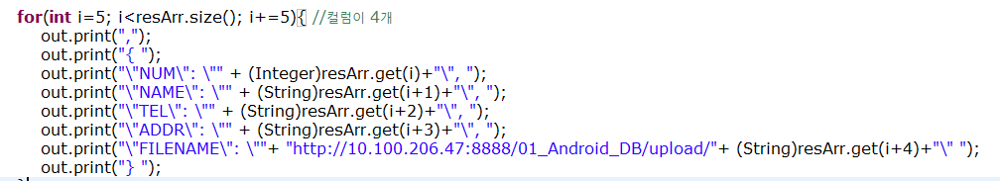 for(int i=5; i<resArr.size(); i+=5){ //컬럼이 4개
out.print(",");
out.print("{ ");
out.print("\"NUM\": \"" + (Integer)resArr.get(i)+"\", ");
out.print("\"NAME\": \"" + (String)resArr.get(i+1)+"\", ");
out.print("\"TEL\": \"" + (String)resArr.get(i+2)+"\", ");
out.print("\"ADDR\": \"" + (String)resArr.get(i+3)+"\", ");
out.print("\"FILENAME\": \""+ "http://10.100.206.47:8888/01_Android_DB/upload/"+ (String)resArr.get(i+4)+"\" ");
out.print("} ");